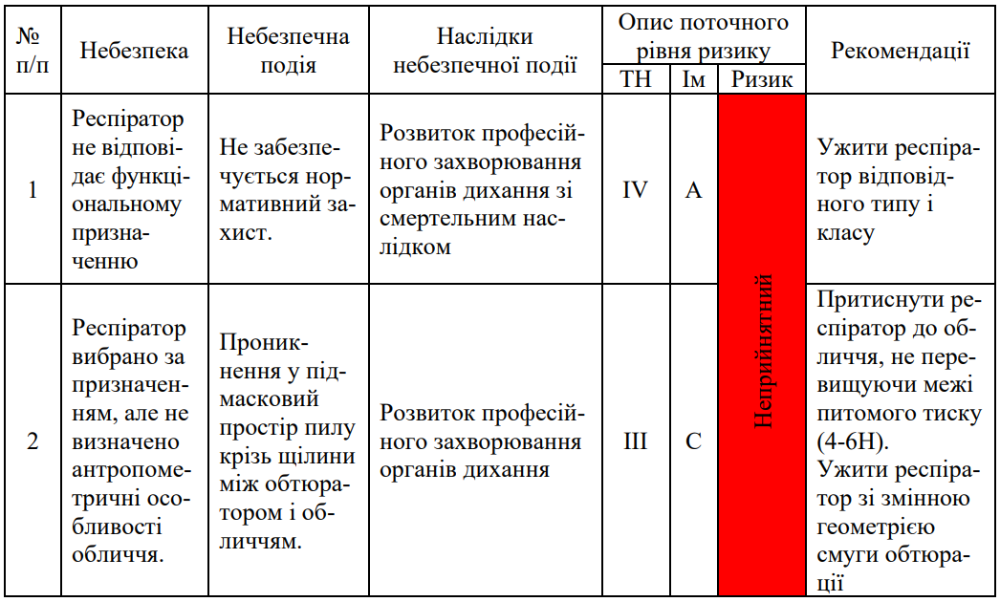 №
п/п
Небезпека
Небезпечна
подія
Наслідки
небезпечної події
Опис поточного
рівня ризику
ТН
Ім
Ризик
Рекомендації
1
Респіратор
не відпові-
дає функці-
ональному
призна-
ченню
Не забезпе-
чується нор-
мативний за-
хист.
Розвиток професій-
ного захворювання
органів дихання зі
смертельним нас-
лідком
IV
А
Неприйнятний
Ужити респіра-
тор відповід-
ного типу і
класу
2
Респіратор
вибрано за
призначен-
ням, але не
визначено
антропоме-
тричні осо-
бливості
обличчя.
Проник-
нення у під-
масковий
простір пилу
крізь щілини
між обтюра-
тором і об-
личчям.
Розвиток професій-
ного захворювання
органів дихання
III
С
Притиснути ре-
спіратор до об-
личчя, не пере-
вищуючи межі
питомого тиску
(4-6Н).
Ужити респіра-
тор зі змінною
геометрією
смуги обтюра-
ції